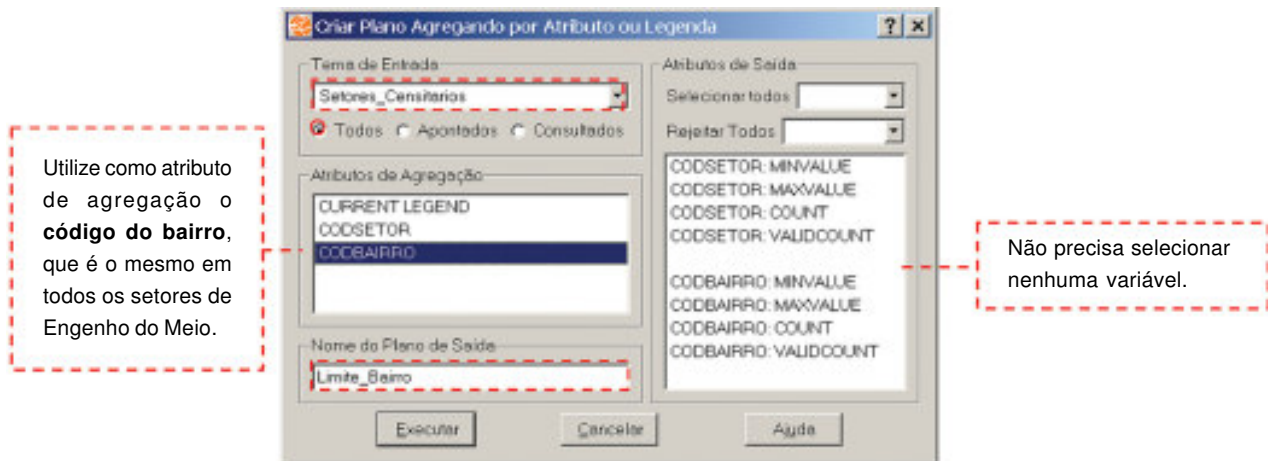 Criar Plano Agregando por Atributo ou Legenda
Tema de Entrada
Setores_Censitarios
Todos Apontados Consultados
Atributos de Agregação
CURRENT LEGEND
CODSETOR
CODBAIRRO
Nome do Plano de Saída
Limite_Bairro
Atributos de Saída
Selecionar todos
Rejeitar Todos
CODSETOR: MINVALUE
CODSETOR: MAXVALUE
CODSETOR: COUNT
CODSETOR: VALIDCOUNT
CODBAIRRO: MINVALUE
CODBAIRRO: MAXVALUE
CODBAIRRO: COUNT
CODBAIRRO: VALIDCOUNT
Executar Cancelar Ajuda
Utilize como atributo
de agregação o
código do bairro,
que é o mesmo em
todos os setores de
Engenho do Meio.
Não precisa selecionar
nenhuma variável.